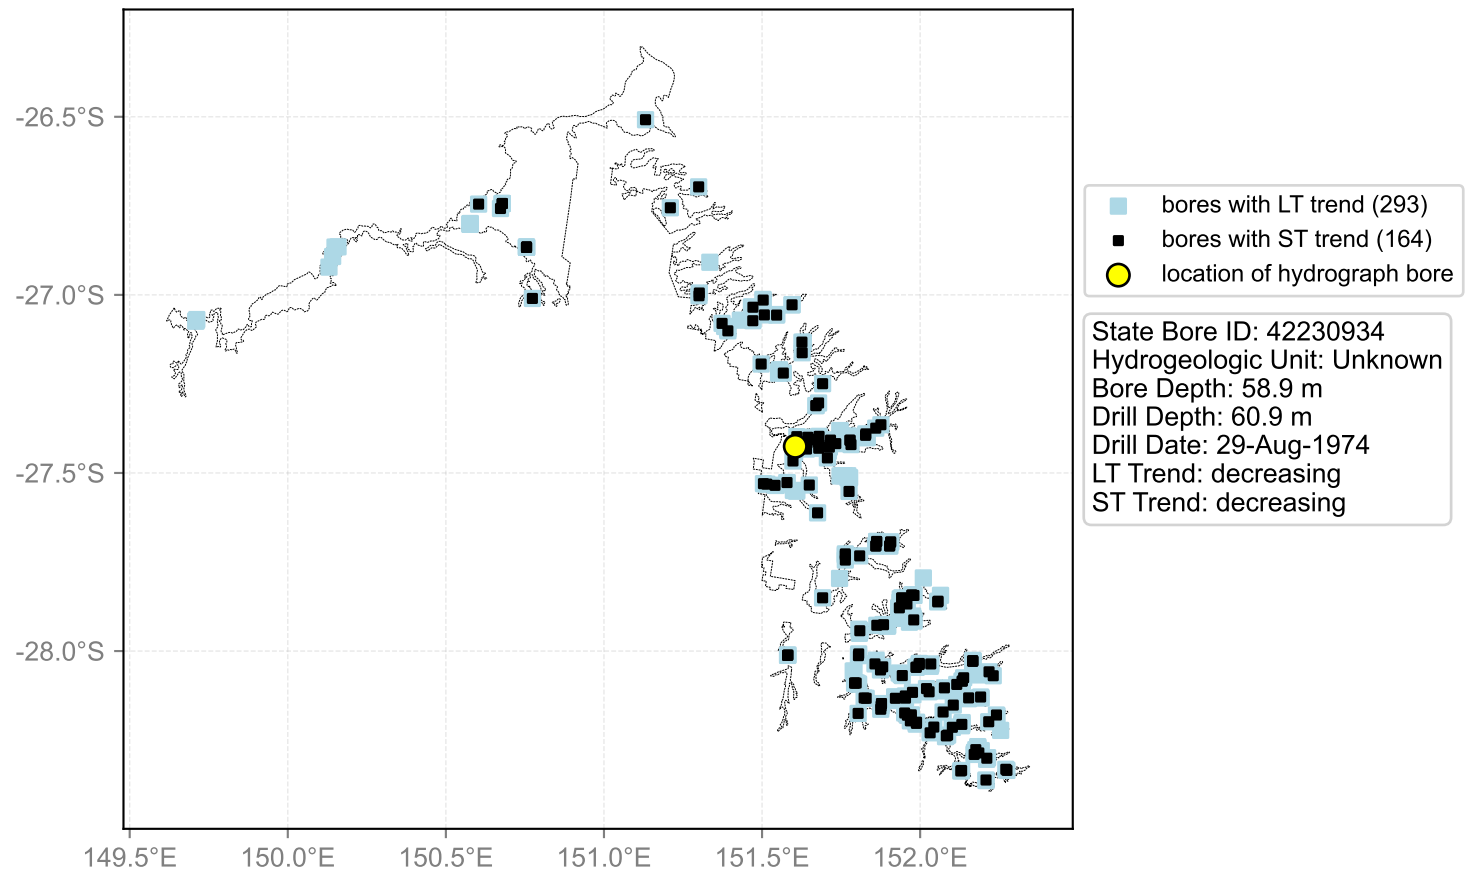 -26.5°S
-27.0°S
-27.5°S
-28.0°S
149.5°E
150.0°E
150.5°E
151.0°E
151.5°E
152.0°E
bores with LT trend (293)
bores with ST trend (164)
location of hydrograph bore
State Bore ID: 42230934
Hydrogeologic Unit: Unknown
Bore Depth: 58.9 m
Drill Depth: 60.9 m
Drill Date: 29-Aug-1974
LT Trend: decreasing
ST Trend: decreasing